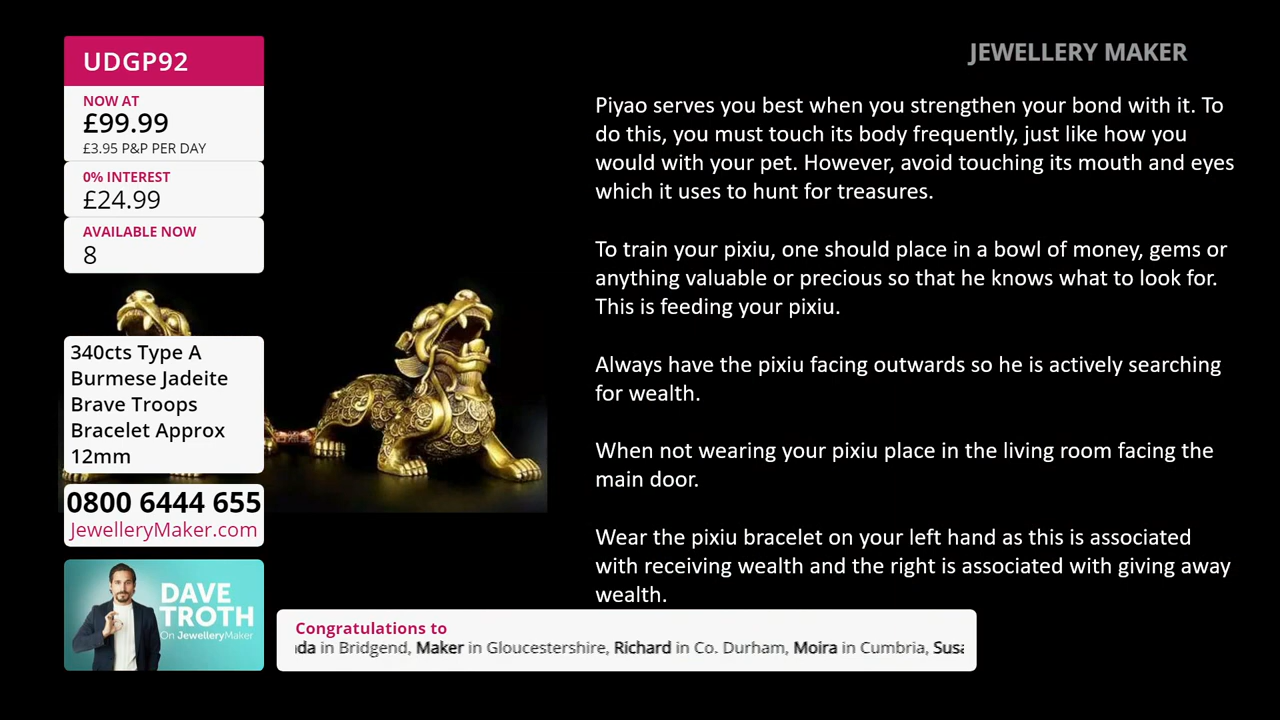 UDGP92
NOW AT
£99.99
£3.95 P&P PER DAY
0% INTEREST
£24.99
AVAILABLE NOW
8
340cts Type A
Burmese Jadeite
Brave Troops
Bracelet Approx
12mm
0800 6444 655
JewelleryMaker.com
DAVE
TROTH
On JewelleryMaker
JEWELLERY MAKER
Piyao serves you best when you strengthen your bond with it. To
do this, you must touch its body frequently, just like how you
would with your pet. However, avoid touching its mouth and eyes
which it uses to hunt for treasures.
To train your pixiu, one should place in a bowl of money, gems or
anything valuable or precious so that he knows what to look for.
This is feeding your pixiu.
Always have the pixiu facing outwards so he is actively searching
for wealth.
When not wearing your pixiu place in the living room facing the
main door.
Wear the pixiu bracelet on your left hand as this is associated
with receiving wealth and the right is associated with giving away
wealth.
Congratulations to
in Bridgend, Maker in Gloucestershire, Richard in Co. Durham, Moira in Cumbria,